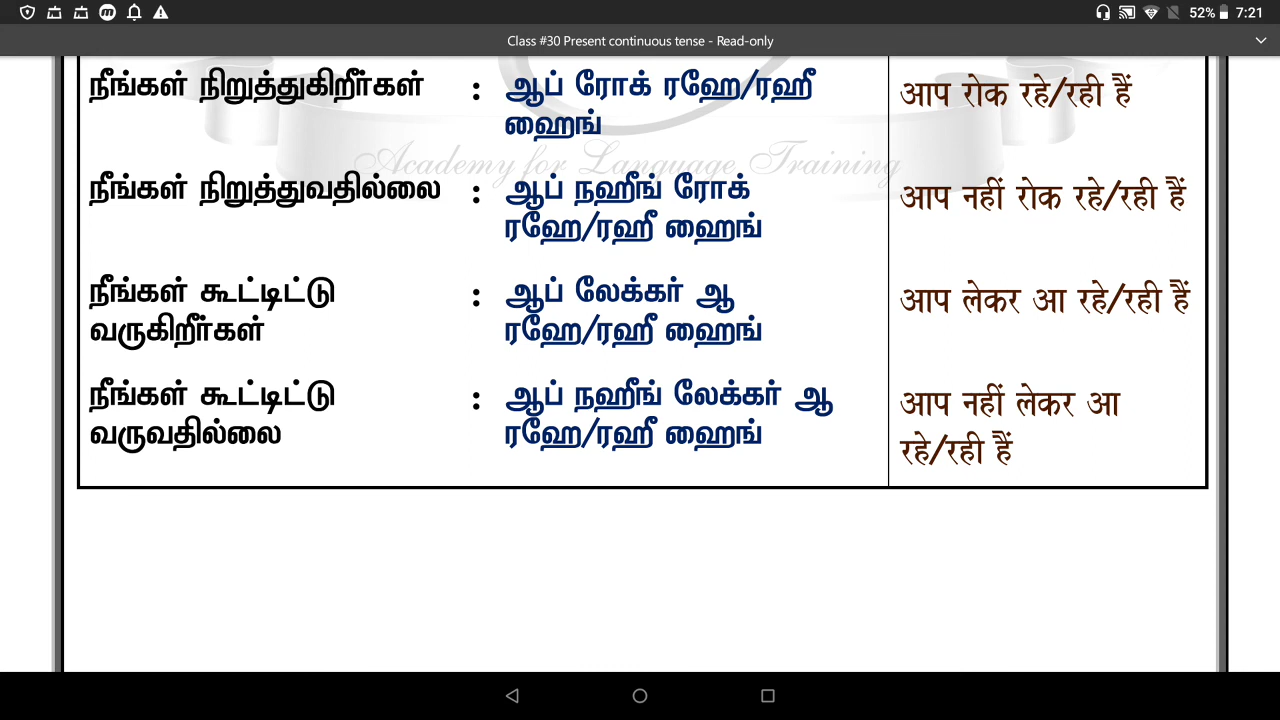 52% 7:21
Class #30 Present continuous tense - Read-only
நீங்கள் நிறுத்துகிறீர்கள் : ஆப் ரோக் ரஹே/ரஹீ ஹைங் आप रोक रहे/रही हैं
Academy for Language Training
நீங்கள் நிறுத்துவதில்லை : ஆப் நஹீங் ரோக் ரஹே/ரஹீ ஹைங் आप नहीं रोक रहे/रही हैं
நீங்கள் கூட்டிட்டு வருகிறீர்கள் : ஆப் லேக்கர் ஆ ரஹே/ரஹீ ஹைங் आप लेकर आ रहे/रही हैं
நீங்கள் கூட்டிட்டு வருவதில்லை : ஆப் நஹீங் லேக்கர் ஆ ரஹே/ரஹீ ஹைங் आप नहीं लेकर आ रहे/रही हैं